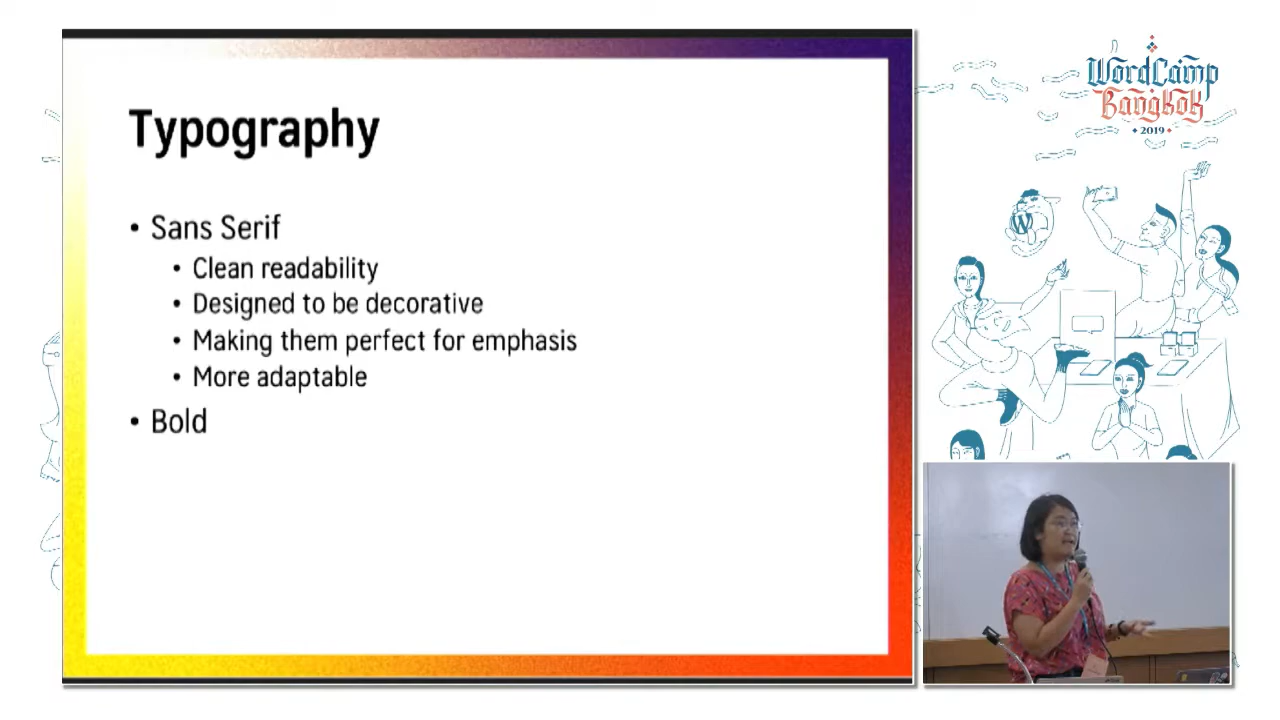 Typography
• Sans Serif
• Clean readability
• Designed to be decorative
• Making them perfect for emphasis
• More adaptable
• Bold
WordCamp
Bangkok
2019
W